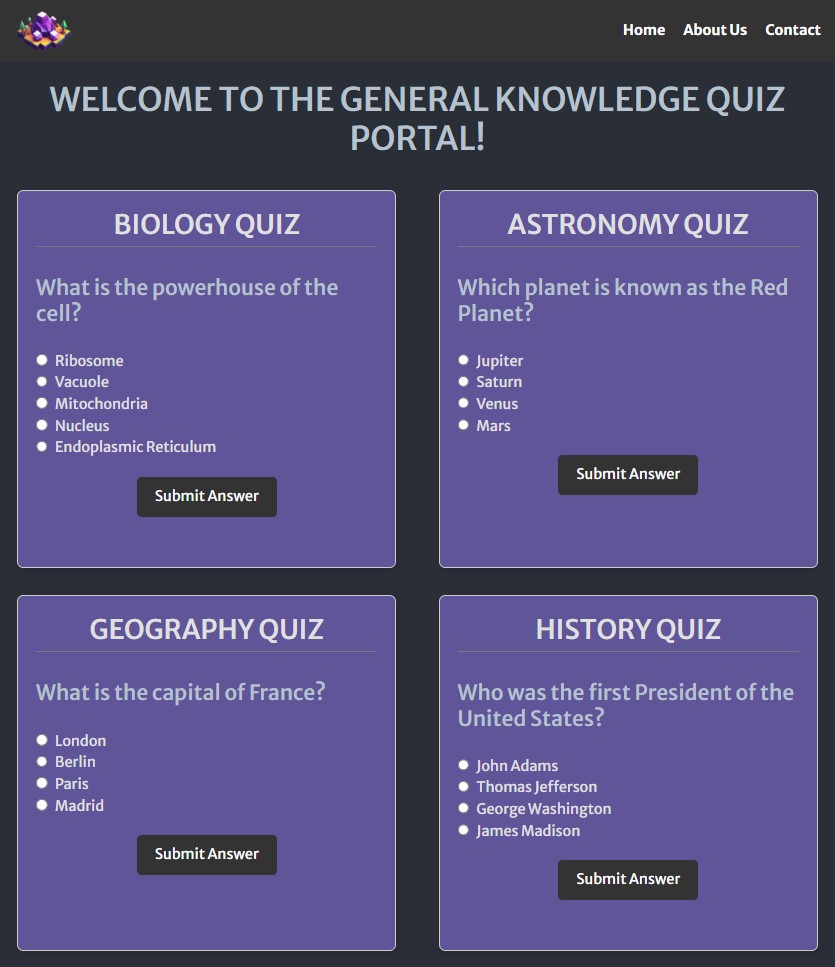 Home About Us Contact
WELCOME TO THE GENERAL KNOWLEDGE QUIZ
PORTAL!
BIOLOGY QUIZ
What is the powerhouse of the
cell?
Ribosome
Vacuole
Mitochondria
Nucleus
Endoplasmic Reticulum
Submit Answer
ASTRONOMY QUIZ
Which planet is known as the Red
Planet?
Jupiter
Saturn
Venus
Mars
Submit Answer
GEOGRAPHY QUIZ
What is the capital of France?
London
Berlin
Paris
Madrid
Submit Answer
HISTORY QUIZ
Who was the first President of the
United States?
John Adams
Thomas Jefferson
George Washington
James Madison
Submit Answer